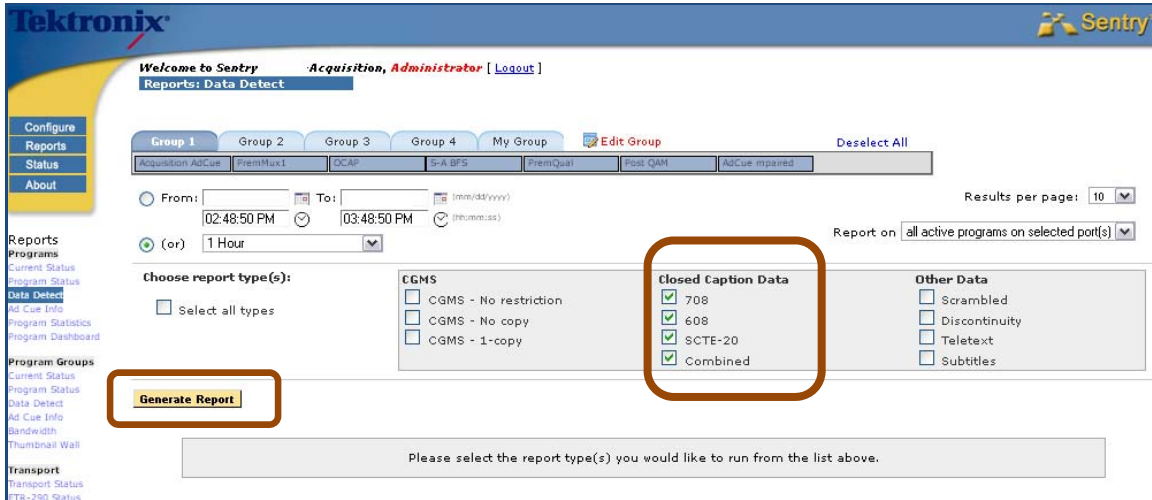 Tektronix
Sentry
Welcome to Sentry Acquisition, Administrator [ Logout ]
Reports: Data Detect
Configure
Reports
Status
About
Group 1 Group 2 Group 3 Group 4 My Group Edit Group Deselect All
Acquisition AdCue PremMux1 OCAP S-A BFS PremQual Post QAM AdCue mpaired
From: To: (mm/dd/yyyy)
02:48:50 PM 03:48:50 PM (hh:mm:ss)
(or) 1 Hour
Results per page: 10
Report on all active programs on selected port(s)
Reports
Programs
Current Status
Program Status
Data Detect
Ad Cue Info
Program Statistics
Program Dashboard
Program Groups
Current Status
Program Status
Data Detect
Ad Cue Info
Bandwidth
Thumbnail Wall
Transport
Transport Status
ETR-290 Status
Choose report type(s):
Select all types
CGMS
CGMS - No restriction
CGMS - No copy
CGMS - 1-copy
Closed Caption Data
708
608
SCTE-20
Combined
Other Data
Scrambled
Discontinuity
Teletext
Subtitles
Generate Report
Please select the report type(s) you would like to run from the list above.